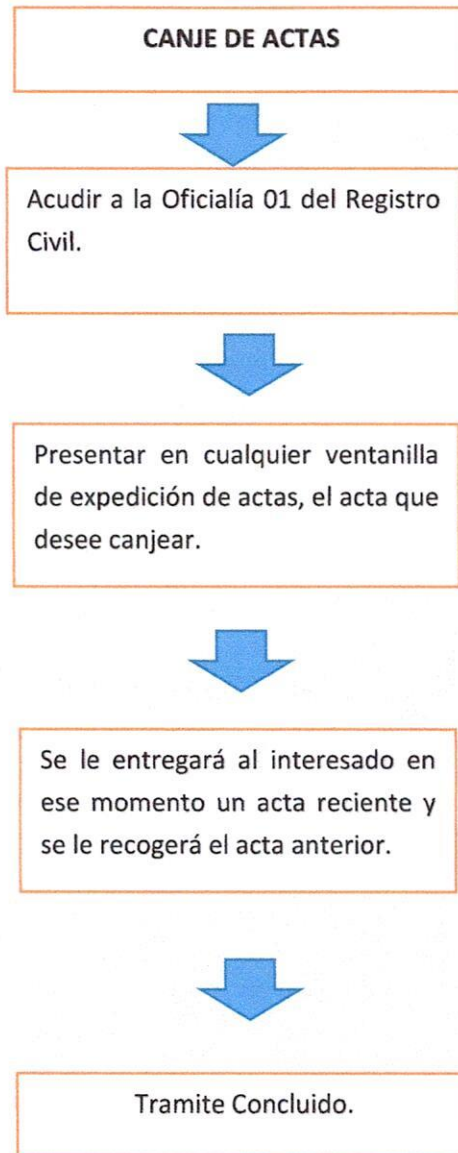 CANJE DE ACTAS
Acudir a la Oficialía 01 del Registro
Civil.
Presentar en cualquier ventanilla
de expedición de actas, el acta que
desee canjear.
Se le entregará al interesado en
ese momento un acta reciente y
se le recogerá el acta anterior.
Tramite Concluido.